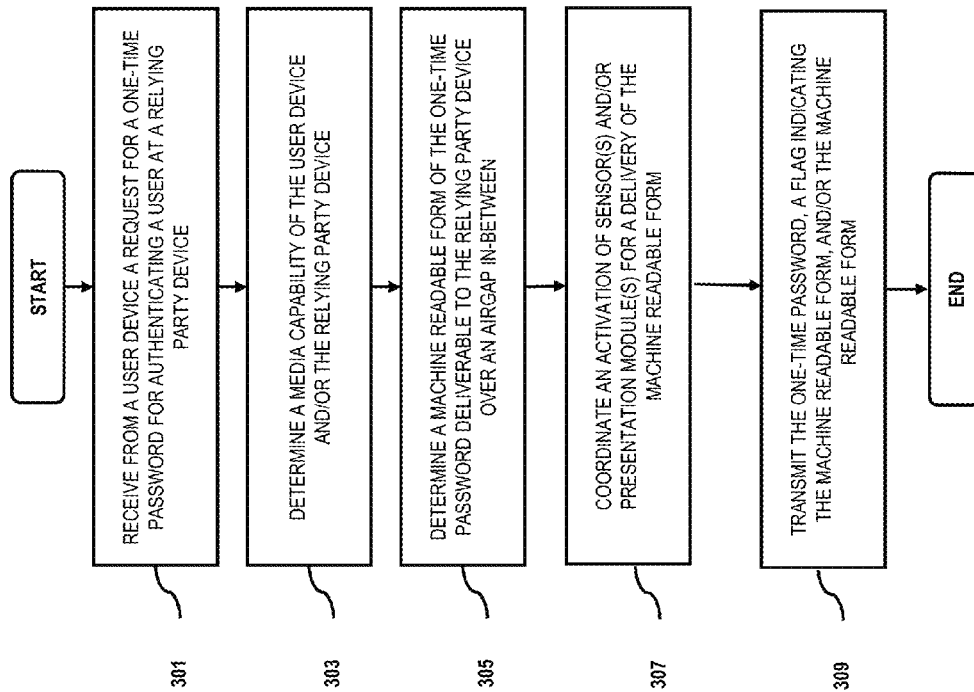 START
301
RECEIVE FROM A USER DEVICE A REQUEST FOR A ONE-TIME
PASSWORD FOR AUTHENTICATING A USER AT A RELYING
PARTY DEVICE
303
DETERMINE A MEDIA CAPABILITY OF THE USER DEVICE
AND/OR THE RELYING PARTY DEVICE
305
DETERMINE A MACHINE READABLE FORM OF THE ONE-TIME
PASSWORD DELIVERABLE TO THE RELYING PARTY DEVICE
OVER AN AIRGAP IN-BETWEEN
307
COORDINATE AN ACTIVATION OF SENSOR(S) AND/OR
PRESENTATION MODULE(S) FOR A DELIVERY OF THE
MACHINE READABLE FORM
309
TRANSMIT THE ONE-TIME PASSWORD, A FLAG INDICATING
THE MACHINE READABLE FORM, AND/OR THE MACHINE
READABLE FORM
END